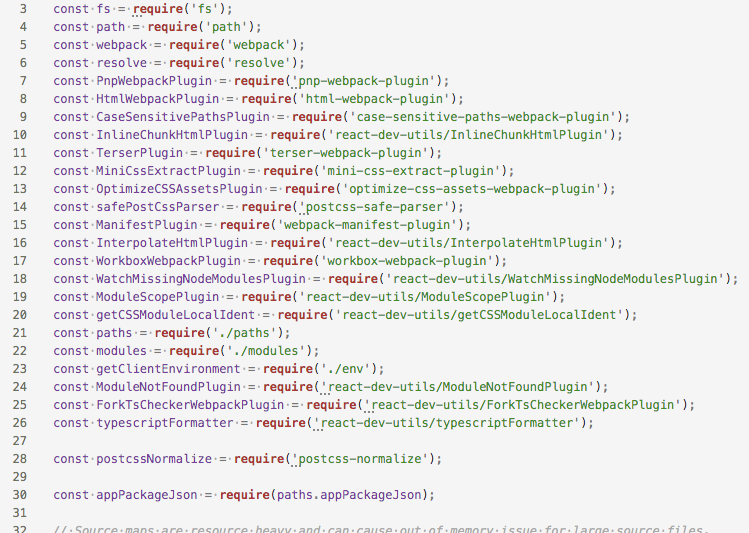 3 const fs = require('fs');
4 const path = require('path');
5 const webpack = require('webpack');
6 const resolve = require('resolve');
7 const PnpWebpackPlugin = require('pnp-webpack-plugin');
8 const HtmlWebpackPlugin = require('html-webpack-plugin');
9 const CaseSensitivePathsPlugin = require('case-sensitive-paths-webpack-plugin');
10 const InlineChunkHtmlPlugin = require('react-dev-utils/InlineChunkHtmlPlugin');
11 const TerserPlugin = require('terser-webpack-plugin');
12 const MiniCssExtractPlugin = require('mini-css-extract-plugin');
13 const OptimizeCSSAssetsPlugin = require('optimize-css-assets-webpack-plugin');
14 const safePostCssParser = require('postcss-safe-parser');
15 const ManifestPlugin = require('webpack-manifest-plugin');
16 const InterpolateHtmlPlugin = require('react-dev-utils/InterpolateHtmlPlugin');
17 const WorkboxWebpackPlugin = require('workbox-webpack-plugin');
18 const WatchMissingNodeModulesPlugin = require('react-dev-utils/WatchMissingNodeModulesPlugin');
19 const ModuleScopePlugin = require('react-dev-utils/ModuleScopePlugin');
20 const getCSSModuleLocalIdent = require('react-dev-utils/getCSSModuleLocalIdent');
21 const paths = require('./paths');
22 const modules = require('./modules');
23 const getClientEnvironment = require('./env');
24 const ModuleNotFoundPlugin = require('react-dev-utils/ModuleNotFoundPlugin');
25 const ForkTsCheckerWebpackPlugin = require('react-dev-utils/ForkTsCheckerWebpackPlugin');
26 const typescriptFormatter = require('react-dev-utils/typescriptFormatter');
27
28 const postcssNormalize = require('postcss-normalize');
29
30 const appPackageJson = require(paths.appPackageJson);
31
32 // Source maps are resource heavy and can cause out of memory issue for large source files.